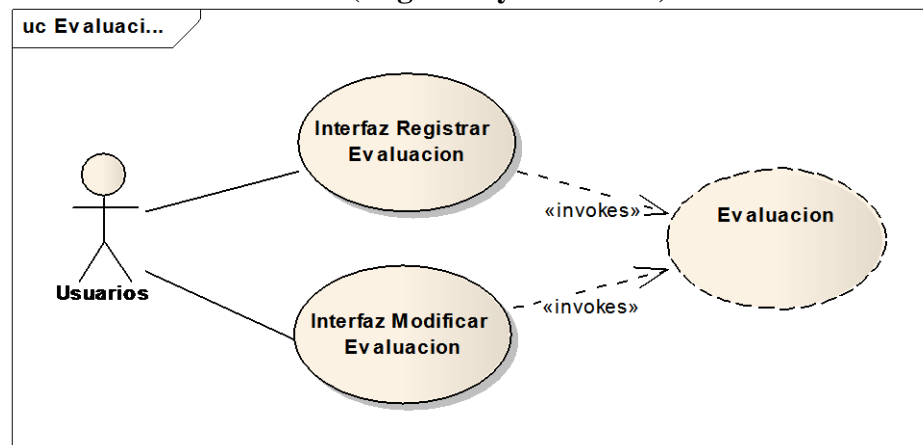 uc Evaluaci...
Interfaz Registrar
Evaluacion
«invokes»
Evaluacion
Usuarios
Interfaz Modificar
Evaluacion
«invokes»